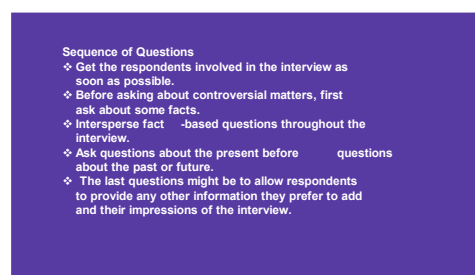 Sequence of Questions
❖ Get the respondents involved in the interview as
soon as possible.
❖ Before asking about controversial matters, first
ask about some facts.
❖ Intersperse fact -based questions throughout the
interview.
❖ Ask questions about the present before questions
about the past or future.
❖ The last questions might be to allow respondents
to provide any other information they prefer to add
and their impressions of the interview.